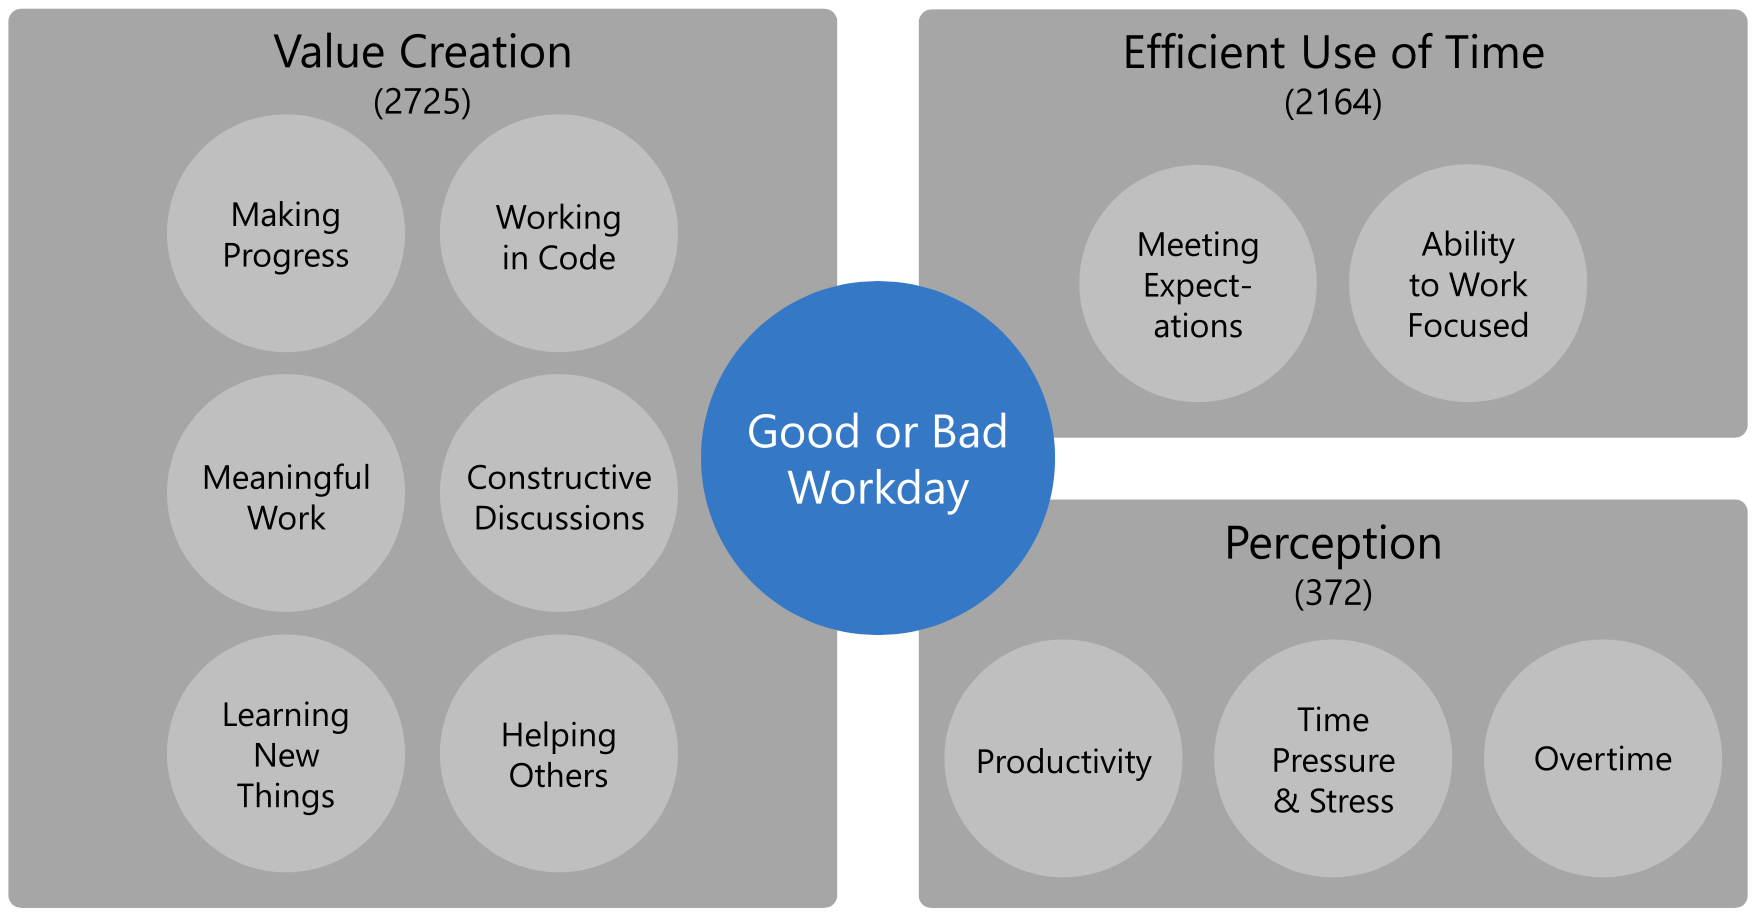 Value Creation
(2725)
Making
Progress
Working
in Code
Meaningful
Work
Constructive
Discussions
Learning
New
Things
Helping
Others
Good or Bad
Workday
Efficient Use of Time
(2164)
Meeting
Expect-
ations
Ability
to Work
Focused
Perception
(372)
Productivity
Time
Pressure
& Stress
Overtime